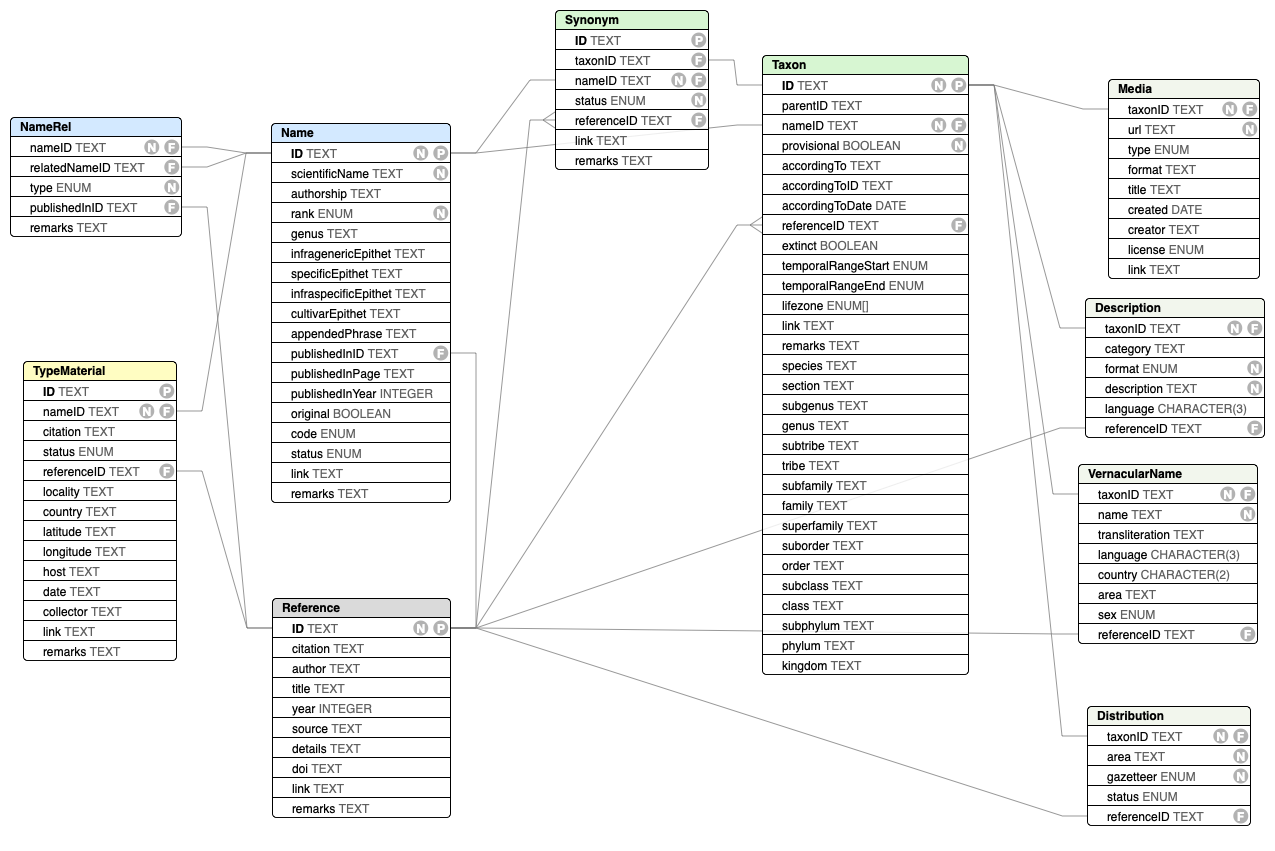 NameRel
nameID TEXT N F
relatedNameID TEXT F
type ENUM N
publishedInID TEXT F
remarks TEXT
TypeMaterial
ID TEXT P
nameID TEXT N F
citation TEXT
status ENUM
referenceID TEXT F
locality TEXT
country TEXT
latitude TEXT
longitude TEXT
host TEXT
date TEXT
collector TEXT
link TEXT
remarks TEXT
Name
ID TEXT N P
scientificName TEXT N
authorship TEXT
rank ENUM N
genus TEXT
infragenericEpithet TEXT
specificEpithet TEXT
infraspecificEpithet TEXT
cultivarEpithet TEXT
appendedPhrase TEXT
publishedInID TEXT F
publishedInPage TEXT
publishedInYear INTEGER
original BOOLEAN
code ENUM
status ENUM
link TEXT
remarks TEXT
Reference
ID TEXT N P
citation TEXT
author TEXT
title TEXT
year INTEGER
source TEXT
details TEXT
doi TEXT
link TEXT
remarks TEXT
Synonym
ID TEXT P
taxonID TEXT F
nameID TEXT N F
status ENUM N
referenceID TEXT F
link TEXT
remarks TEXT
Taxon
ID TEXT N P
parentID TEXT
nameID TEXT N F
provisional BOOLEAN N
accordingTo TEXT
accordingToID TEXT
accordingToDate DATE
referenceID TEXT F
extinct BOOLEAN
temporalRangeStart ENUM
temporalRangeEnd ENUM
lifezone ENUM[]
link TEXT
remarks TEXT
species TEXT
section TEXT
subgenus TEXT
genus TEXT
subtribe TEXT
tribe TEXT
subfamily TEXT
family TEXT
superfamily TEXT
suborder TEXT
order TEXT
subclass TEXT
class TEXT
subphylum TEXT
phylum TEXT
kingdom TEXT
Media
taxonID TEXT N F
url TEXT N
type ENUM
format TEXT
title TEXT
created DATE
creator TEXT
license ENUM
link TEXT
Description
taxonID TEXT N F
category TEXT
format ENUM N
description TEXT N
language CHARACTER(3)
referenceID TEXT F
VernacularName
taxonID TEXT N F
name TEXT N
transliteration TEXT
language CHARACTER(3)
country CHARACTER(2)
area TEXT
sex ENUM
referenceID TEXT F
Distribution
taxonID TEXT N F
area TEXT N
gazetteer ENUM N
status ENUM
referenceID TEXT F